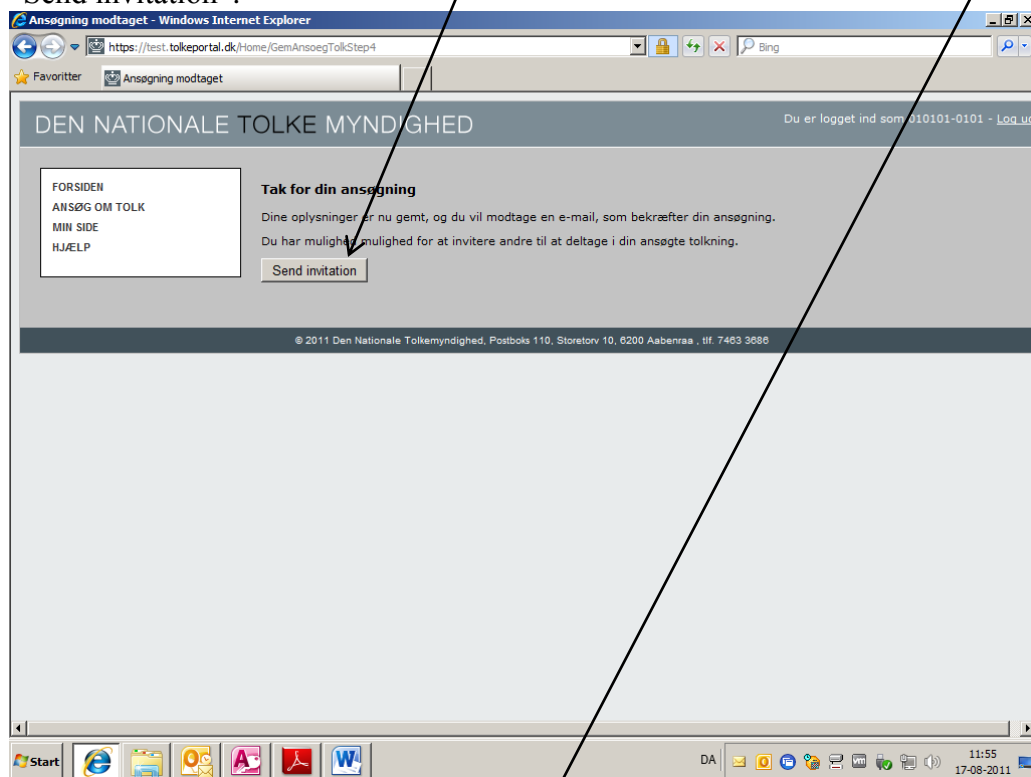 "Send invitation".
Ansøgning modtaget - Windows Internet Explorer
https://test.tolkeportal.dk/Home/GemAnsoegTolkStep4
Bing
Favoritter
Ansøgning modtaget
DEN NATIONALE TOLKE MYNDIGHED
Du er logget ind som 010101-0101 - Log ud
FORSIDEN
ANSØG OM TOLK
MIN SIDE
HJÆLP
Tak for din ansøgning
Dine oplysninger er nu gemt, og du vil modtage en e-mail, som bekræfter din ansøgning.
Du har mulighed mulighed for at invitere andre til at deltage i din ansøgte tolkning.
Send invitation
© 2011 Den Nationale Tolkemyndighed, Postboks 110, Storetorv 10, 6200 Aabenraa , tlf. 7463 3686
Start
DA
11:55
17-08-2011